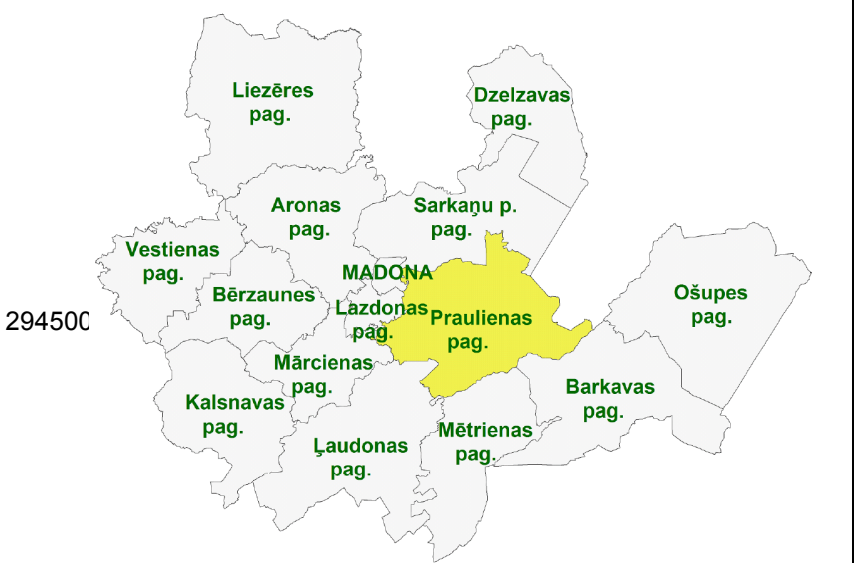 Liezēres
pag.
Dzelzavas
pag.
Aronas
pag.
Sarkaņu p.
pag.
Vestienas
pag.
MADONA
Bērzaunes
pag.
Lazdonas
pag.
Praulienas
pag.
Ošupes
pag.
294500
Mārcienas
pag.
Kalsnavas
pag.
Barkavas
pag.
Ļaudonas
pag.
Mētrienas
pag.